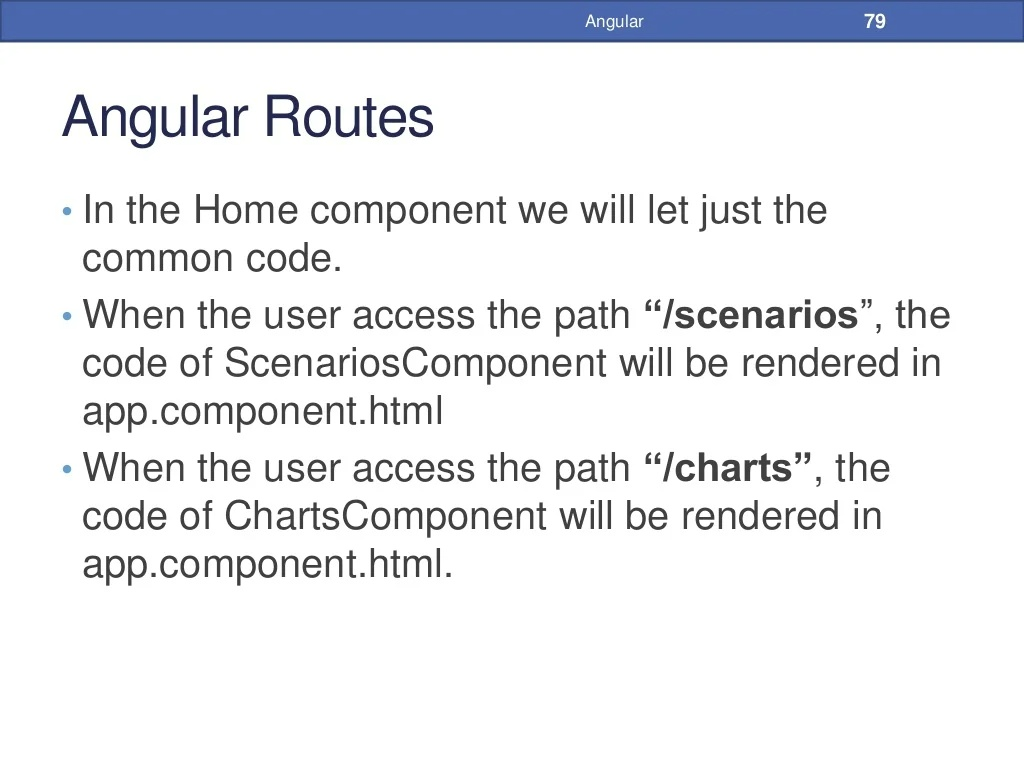 Angular
79
Angular Routes
• In the Home component we will let just the
common code.
• When the user access the path “/scenarios”, the
code of ScenariosComponent will be rendered in
app.component.html
• When the user access the path “/charts”, the
code of ChartsComponent will be rendered in
app.component.html.